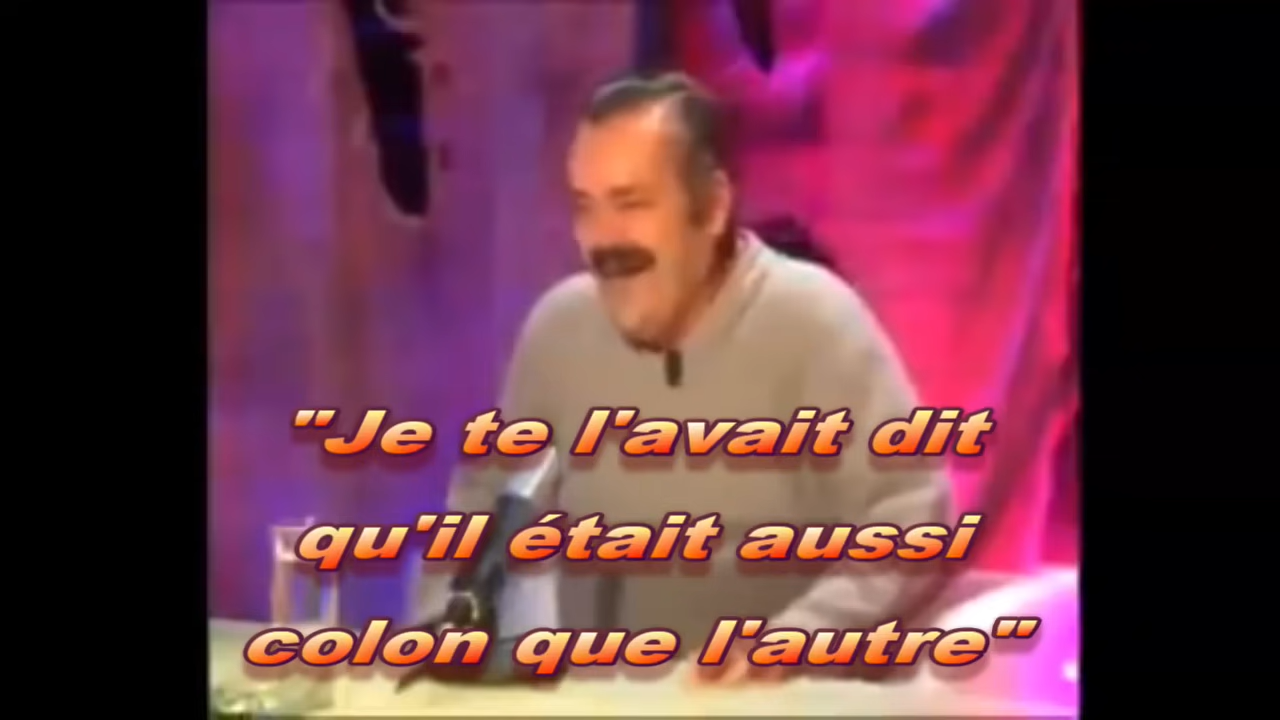 "Je te l'avait dit
qu'il était aussi
colon que l'autre"